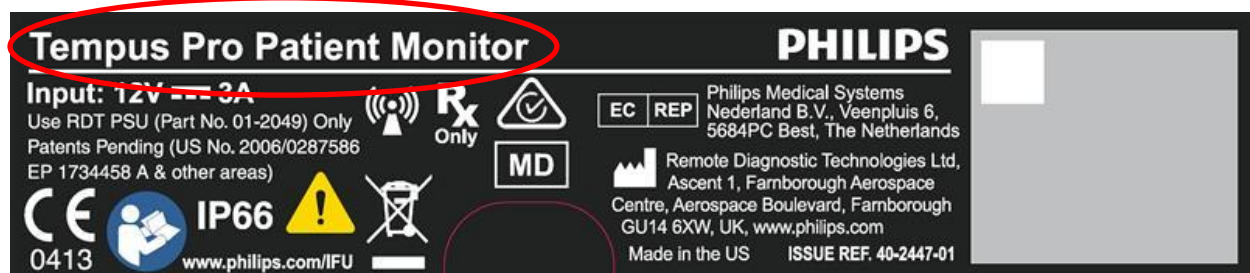 Tempus Pro Patient Monitor
PHILIPS
Input: 12V 3A
Use RDT PSU (Part No. 01-2049) Only
Patents Pending (US No. 2006/0287586
EP 1734458 A & other areas)
CE
0413
IP66
www.philips.com/IFU
Rx
Only
MD
EC REP
Philips Medical Systems
Nederland B.V., Veenpluis 6,
5684PC Best, The Netherlands
Remote Diagnostic Technologies Ltd,
Ascent 1, Farnborough Aerospace
Centre, Aerospace Boulevard, Farnborough
GU14 6XW, UK, www.philips.com
Made in the US ISSUE REF. 40-2447-01